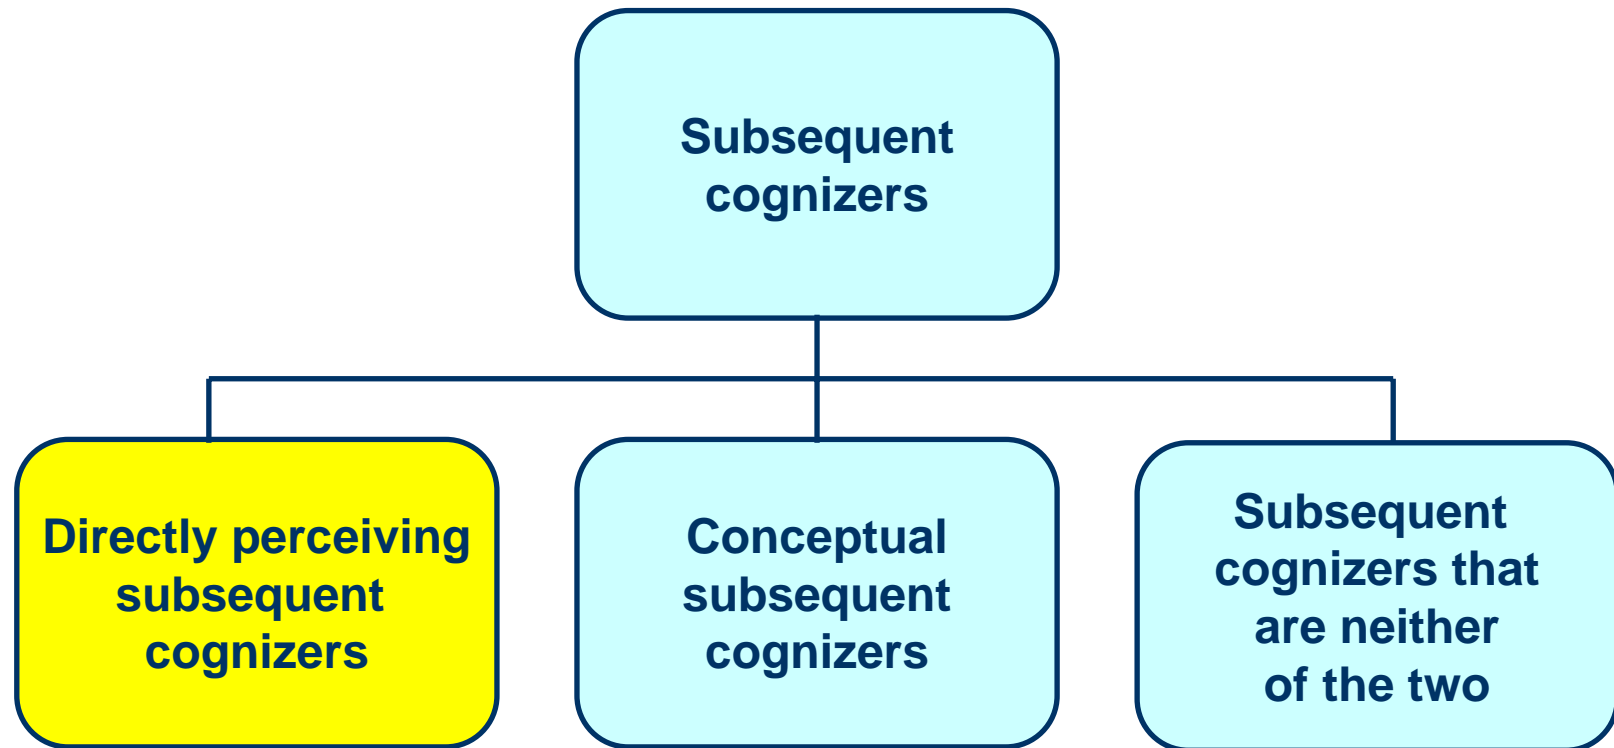 Subsequent
cognizers
Directly perceiving
subsequent
cognizers
Conceptual
subsequent
cognizers
Subsequent
cognizers that
are neither
of the two